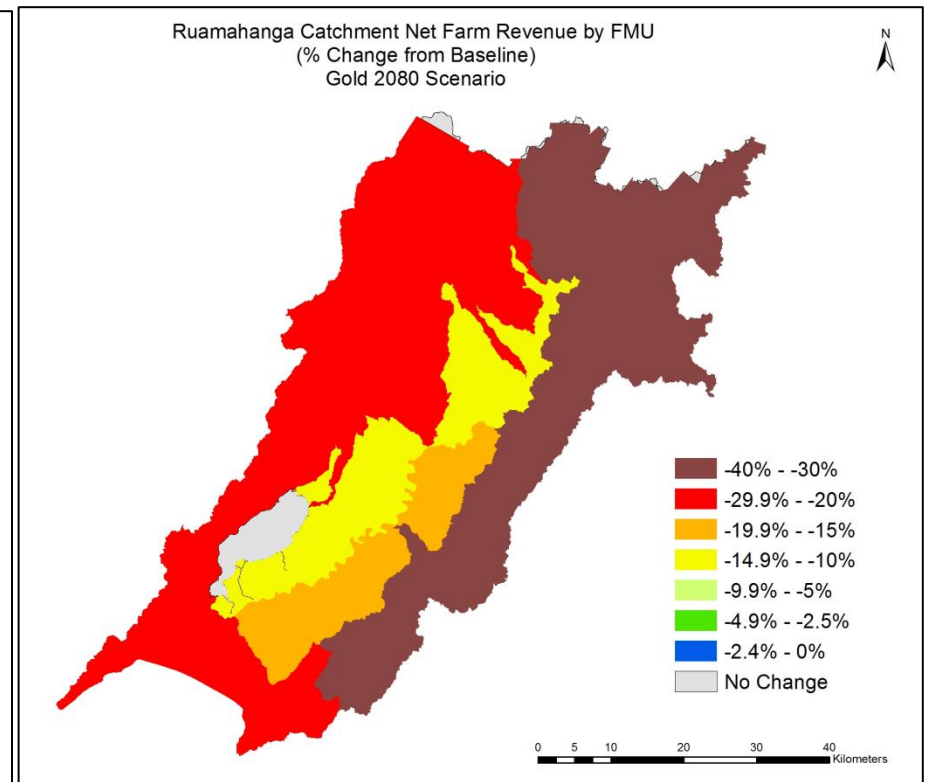 Ruamahanga Catchment Net Farm Revenue by FMU
(% Change from Baseline)
Gold 2080 Scenario
N
-40% - -30%
-29.9% - -20%
-19.9% - -15%
-14.9% - -10%
-9.9% - -5%
-4.9% - -2.5%
-2.4% - 0%
No Change
0 5 10 20 30 40
Kilometers